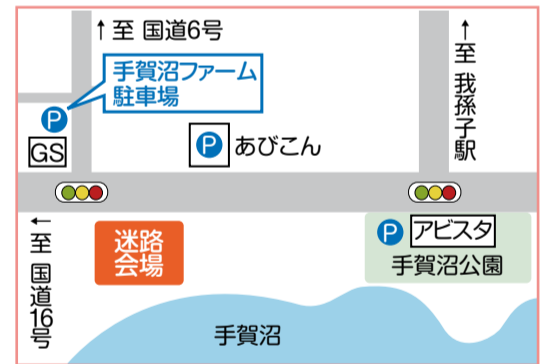 ↑至 国道6号
手賀沼ファーム
駐車場
P
GS
P あびこん
↑至 我孫子駅
←至 国道16号
迷路
会場
P アビスタ
手賀沼公園
手賀沼